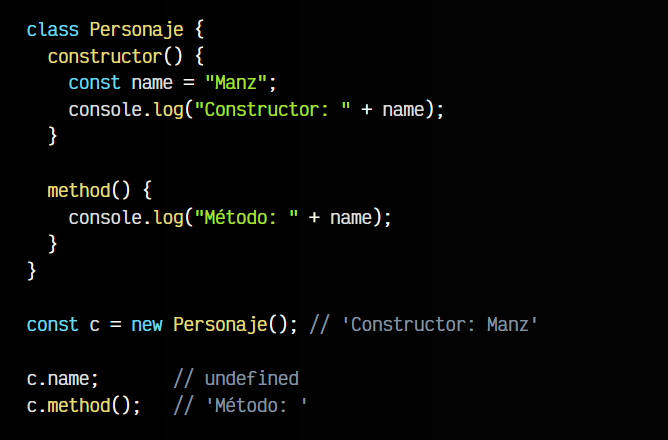 class Personaje {
  constructor() {
    const name = "Manz";
    console.log("Constructor: " + name);
  }

  method() {
    console.log("Método: " + name);
  }
}

const c = new Personaje(); // 'Constructor: Manz'

c.name;       // undefined
c.method();   // 'Método: '